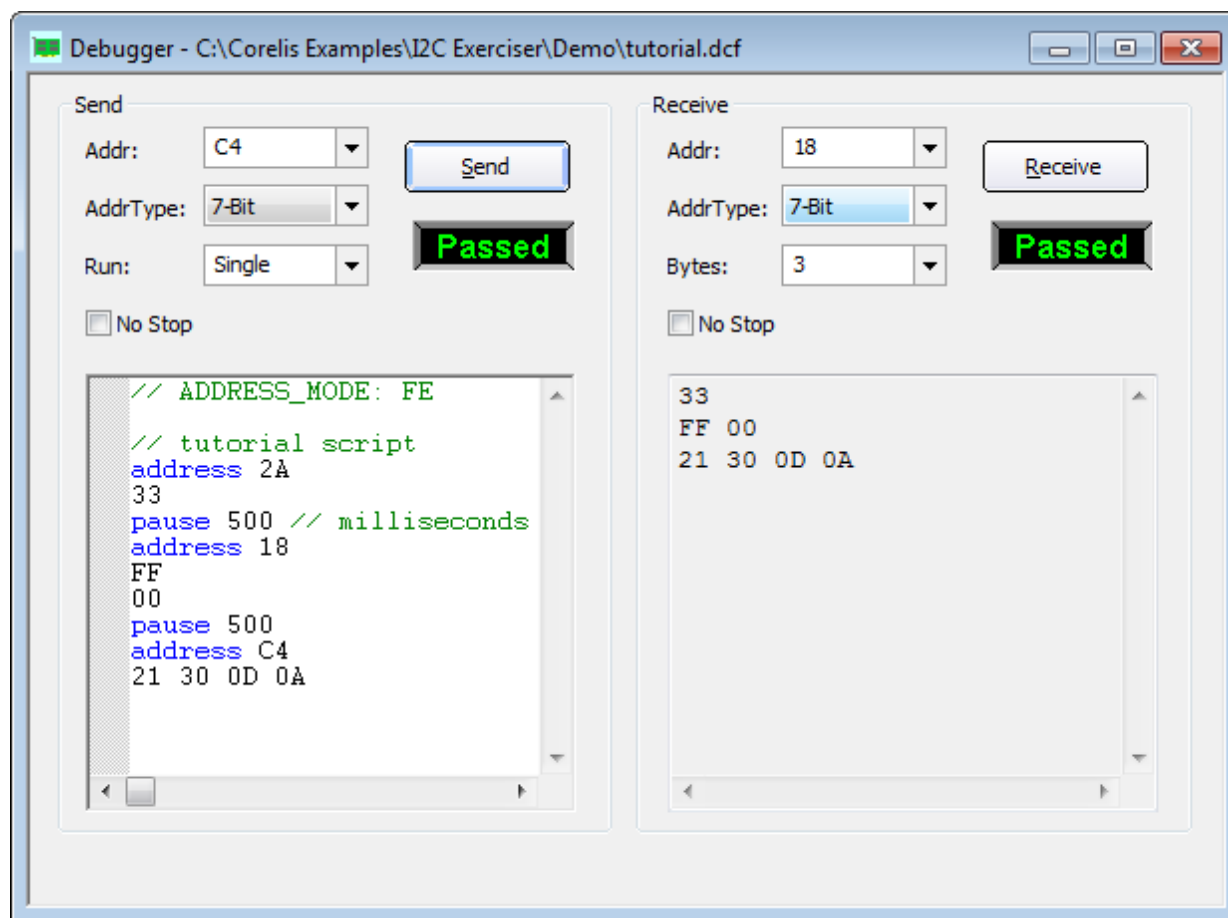 Debugger - C:\Corelis Examples\I2C Exerciser\Demo\tutorial.dcf
Send
Addr: C4
Send
AddrType: 7-Bit
Passed
Run: Single
No Stop
// ADDRESS_MODE: FE
// tutorial script
address 2A
33
pause 500 // milliseconds
address 18
FF
00
pause 500
address C4
21 30 0D 0A
Receive
Addr: 18
Receive
AddrType: 7-Bit
Passed
Bytes: 3
No Stop
33
FF 00
21 30 0D 0A